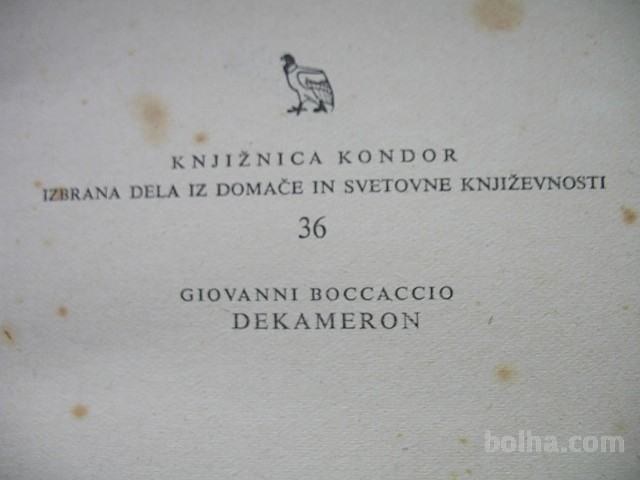 KNJIŽNICA KONDOR
IZBRANA DELA IZ DOMAČE IN SVETOVNE KNJIŽEVNOSTI
36
GIOVANNI BOCCACCIO
DEKAMERON
bolha.com